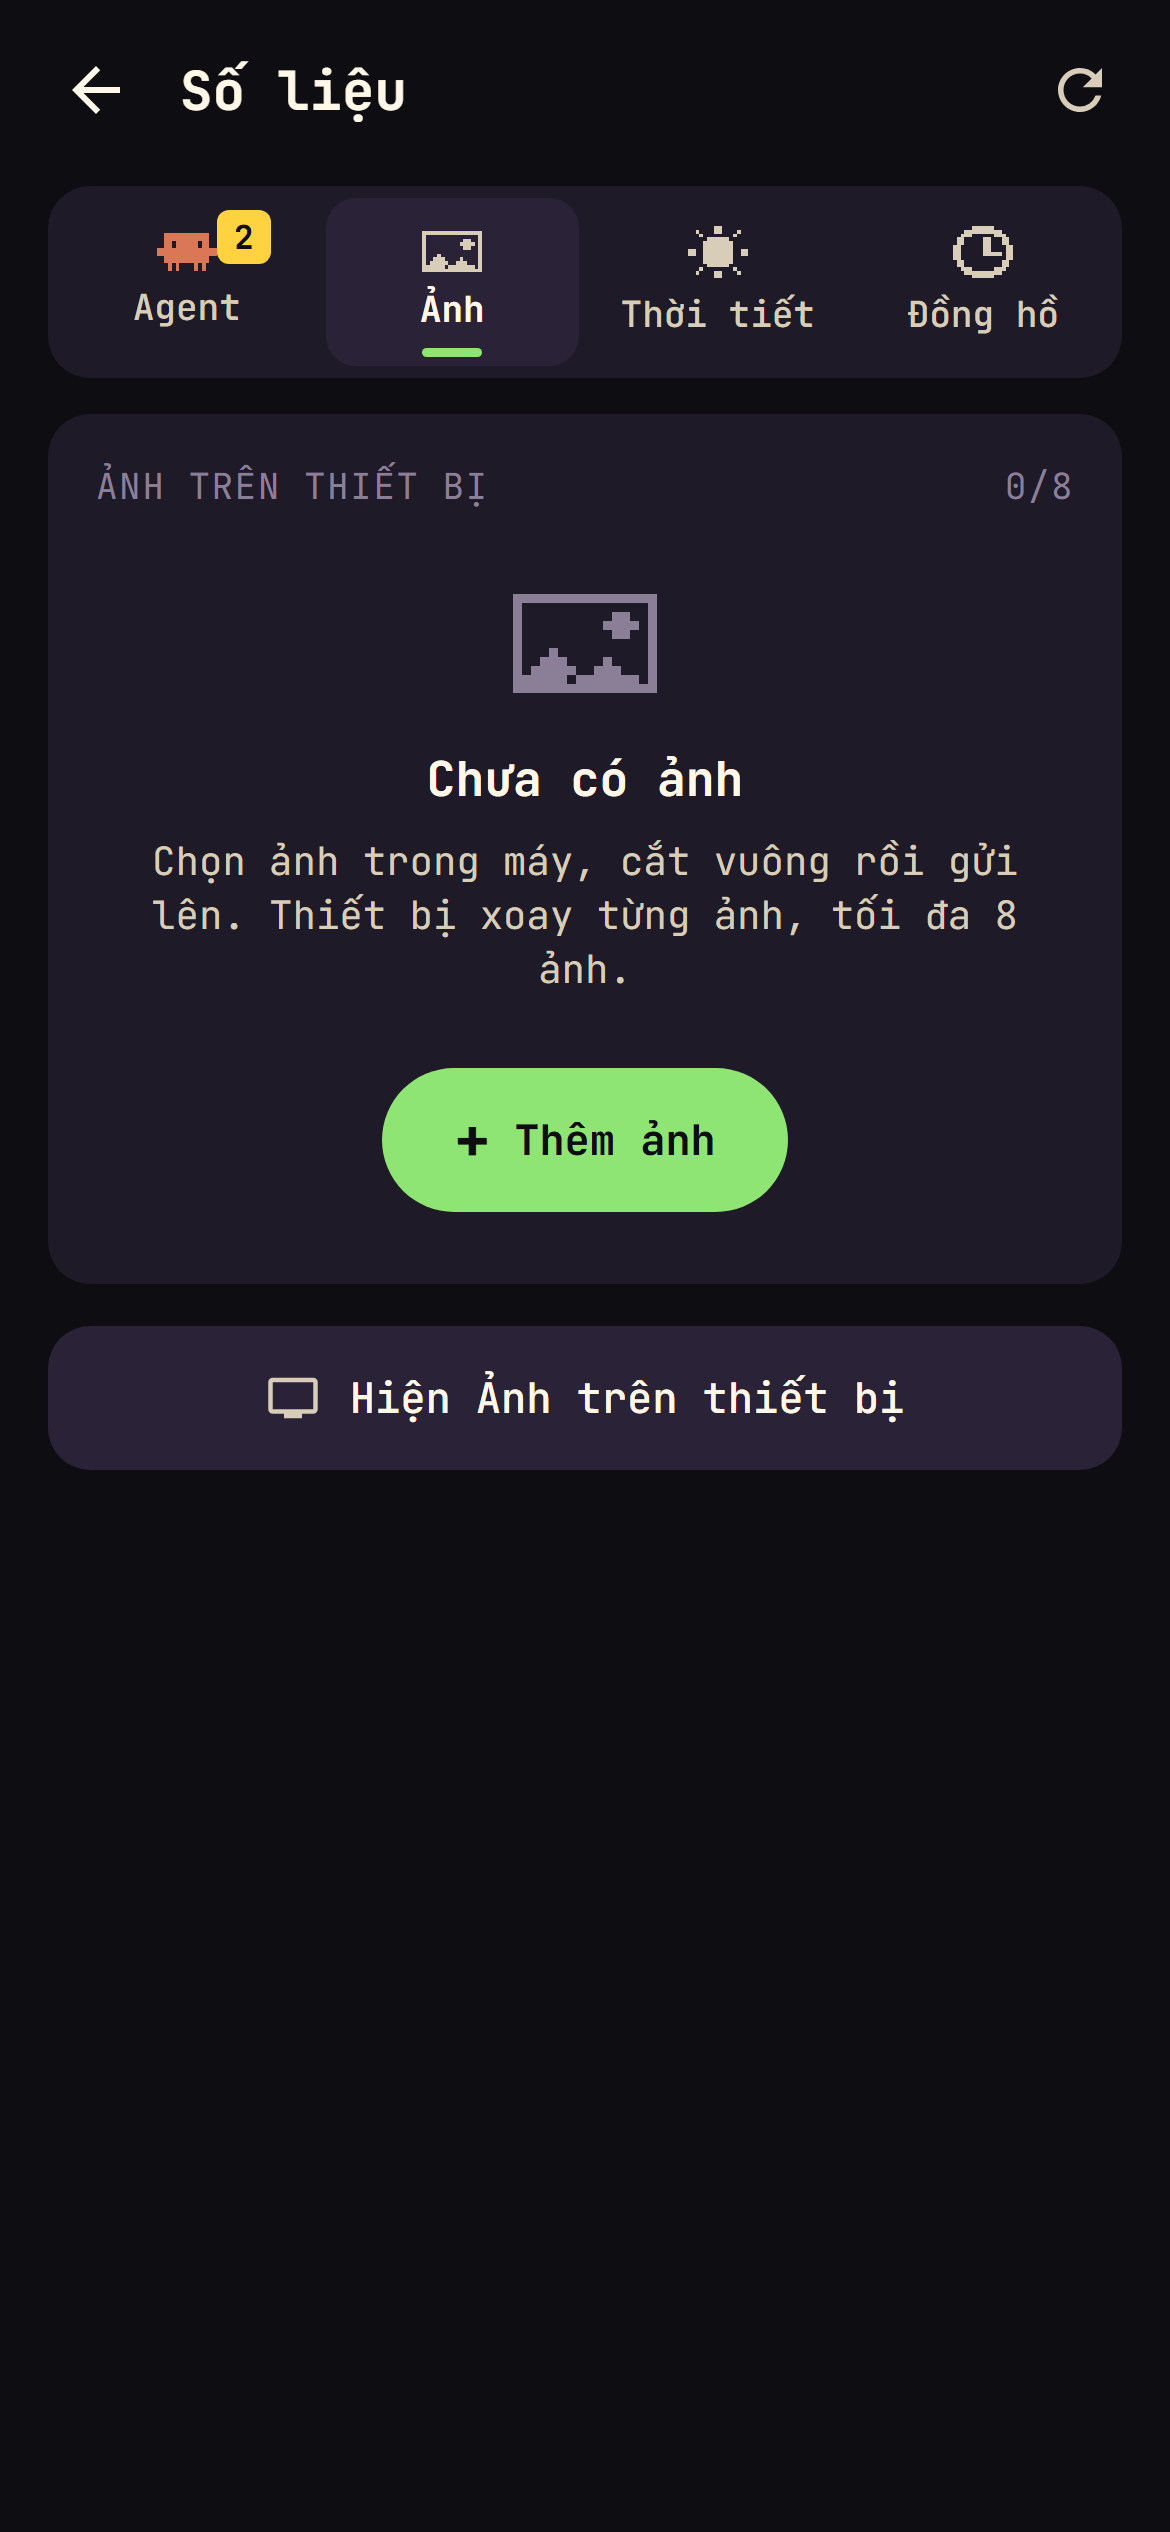 Số liệu
2
Agent
Ảnh
Thời tiết
Đồng hồ
ẢNH TRÊN THIẾT BỊ
0/8
Chưa có ảnh
Chọn ảnh trong máy, cắt vuông rồi gửi
lên. Thiết bị xoay từng ảnh, tối đa 8
ảnh.
+ Thêm ảnh
Hiện Ảnh trên thiết bị